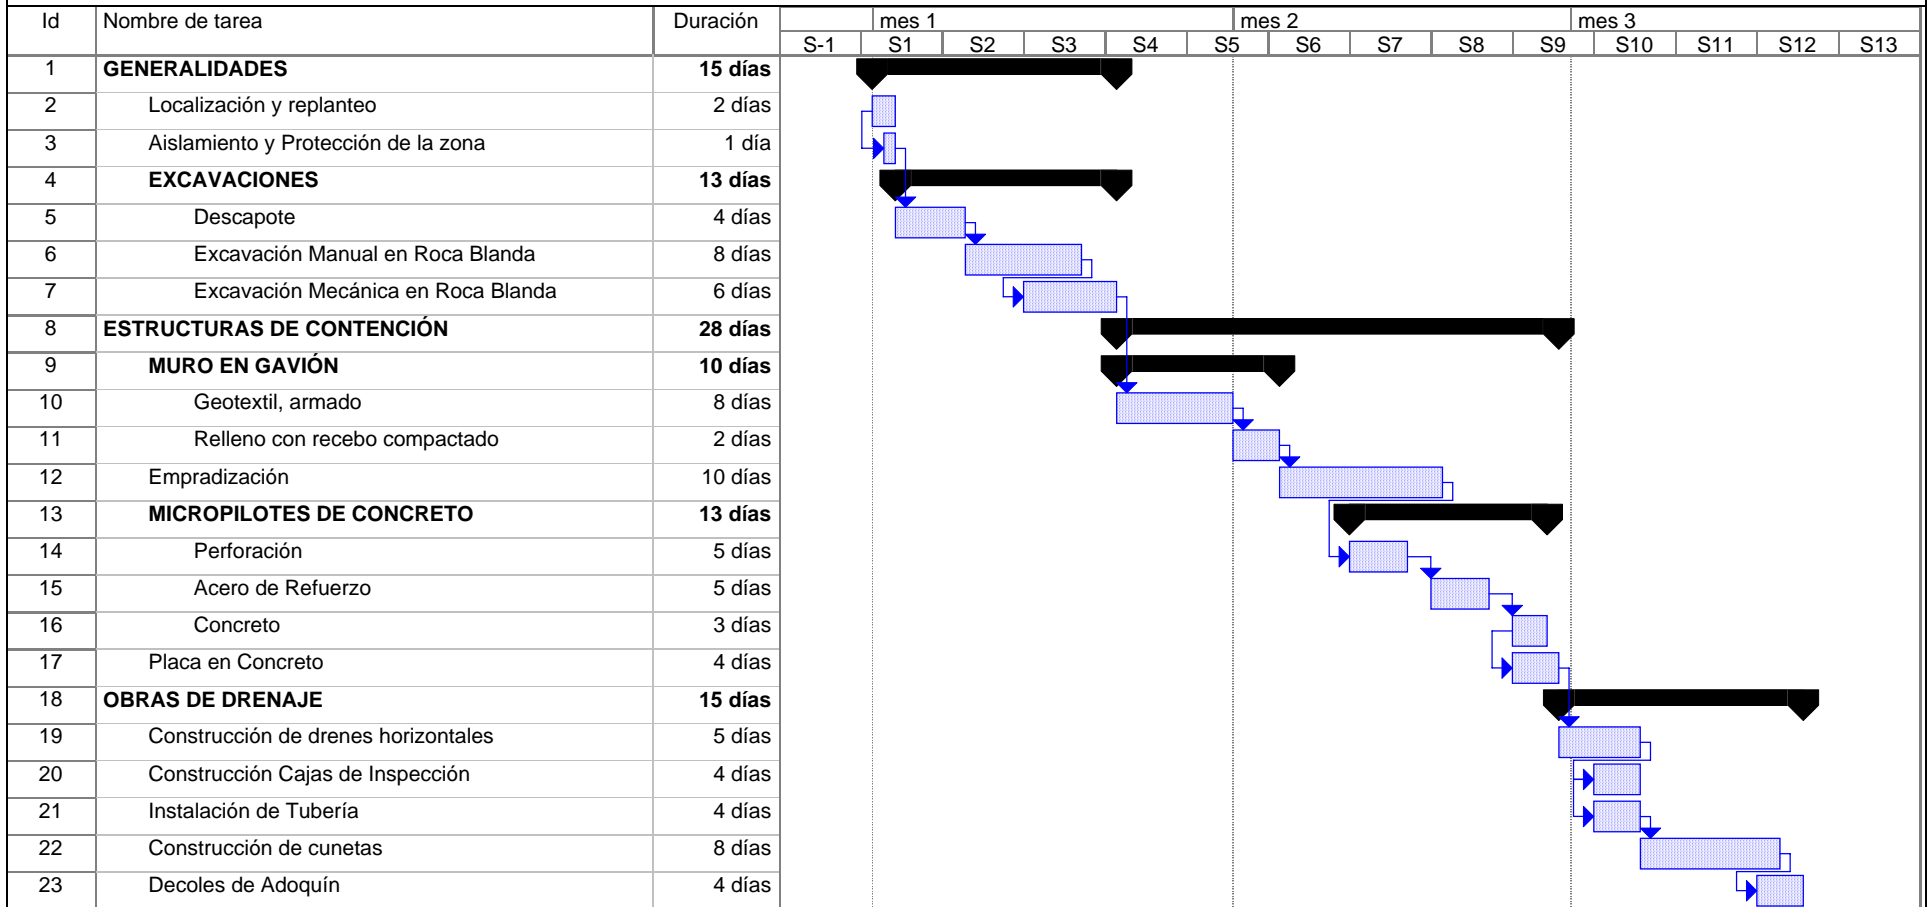 Id Nombre de tarea Duración mes 1 mes 2 mes 3
S-1 S1 S2 S3 S4 S5 S6 S7 S8 S9 S10 S11 S12 S13
1 GENERALIDADES 15 días
2 Localización y replanteo 2 días
3 Aislamiento y Protección de la zona 1 día
4 EXCAVACIONES 13 días
5 Descapote 4 días
6 Excavación Manual en Roca Blanda 8 días
7 Excavación Mecánica en Roca Blanda 6 días
8 ESTRUCTURAS DE CONTENCIÓN 28 días
9 MURO EN GAVIÓN 10 días
10 Geotextil, armado 8 días
11 Relleno con recebo compactado 2 días
12 Empradización 10 días
13 MICROPILOTES DE CONCRETO 13 días
14 Perforación 5 días
15 Acero de Refuerzo 5 días
16 Concreto 3 días
17 Placa en Concreto 4 días
18 OBRAS DE DRENAJE 15 días
19 Construcción de drenes horizontales 5 días
20 Construcción Cajas de Inspección 4 días
21 Instalación de Tubería 4 días
22 Construcción de cunetas 8 días
23 Decoles de Adoquín 4 días